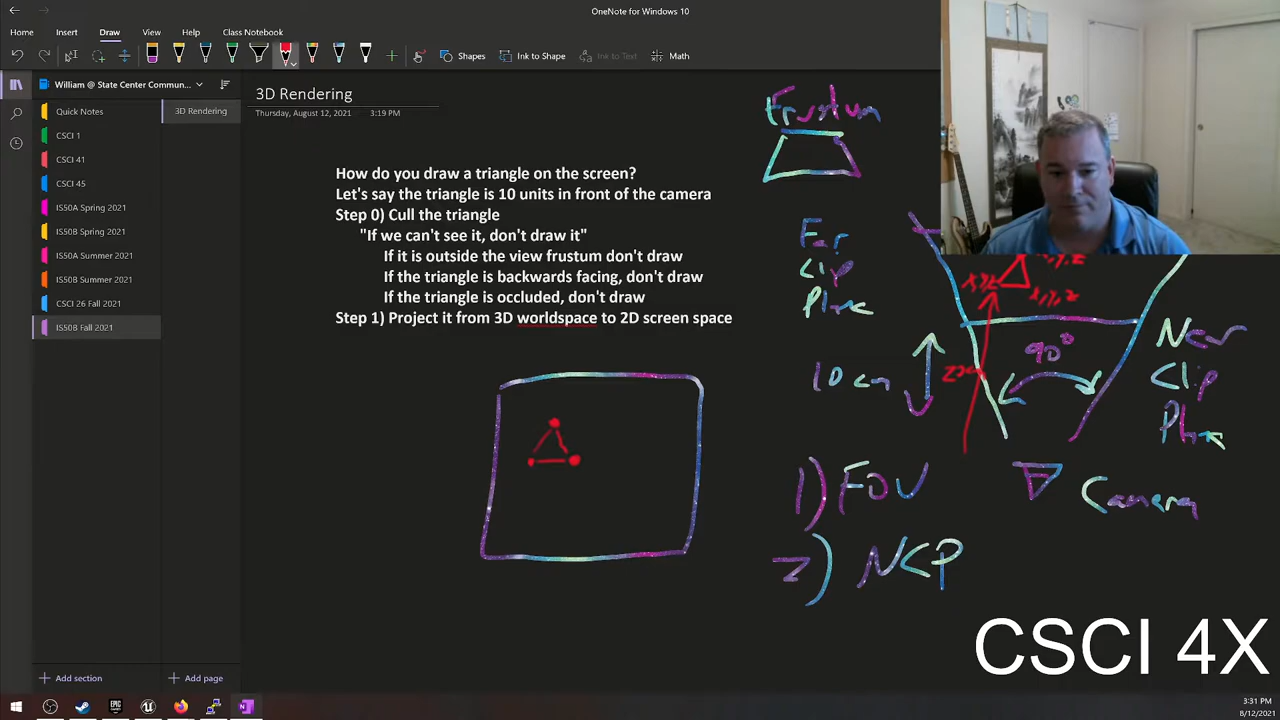 OneNote for Windows 10
Home
Insert
Draw
View
Help
Class Notebook
Shapes
Ink to Shape
Ink to Text
Math
William @ State Center Commun...
Quick Notes
CSCI 1
CSCI 41
CSCI 45
IS50A Spring 2021
IS50B Spring 2021
IS50A Summer 2021
IS50B Summer 2021
CSCI 26 Fall 2021
IS50B Fall 2021
Add section
3D Rendering
Add page
3D Rendering
Thursday, August 12, 2021 3:19 PM
How do you draw a triangle on the screen?
Let's say the triangle is 10 units in front of the camera
Step 0) Cull the triangle
"If we can't see it, don't draw it"
If it is outside the view frustum don't draw
If the triangle is backwards facing, don't draw
If the triangle is occluded, don't draw
Step 1) Project it from 3D worldspace to 2D screen space
Frustum
Far
Clip
Plane
x,y,z
x,y,z
90°
10 cm
Near
Clip
Plane
1) FOV
Camera
2) NCP
CSCI 4X
EPIC
3:31 PM
8/12/2021